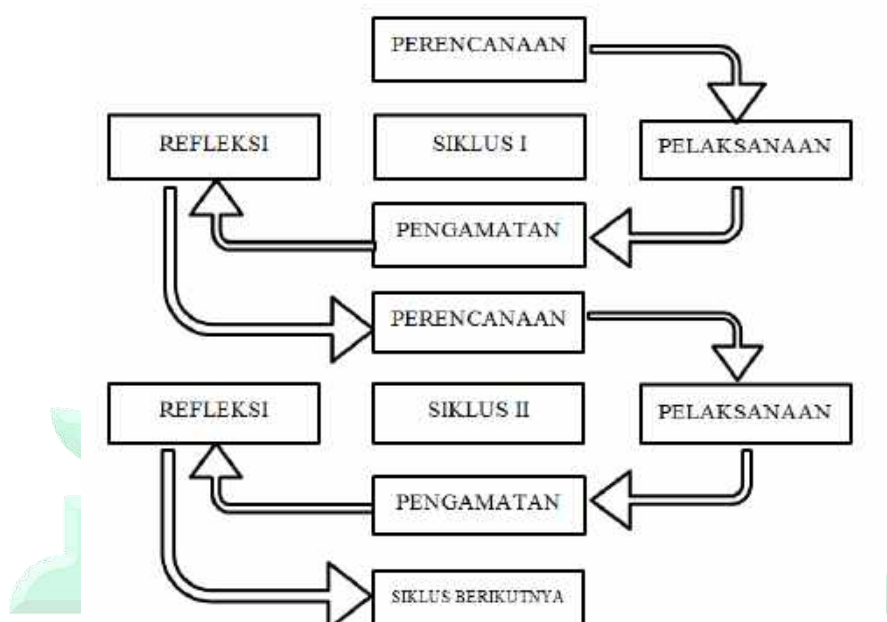 PERENCANAAN
REFLEKSI
SIKLUS I
PELAKSANAAN
PENGAMATAN
PERENCANAAN
REFLEKSI
SIKLUS II
PELAKSANAAN
PENGAMATAN
SIKLUS BERIKUTNYA